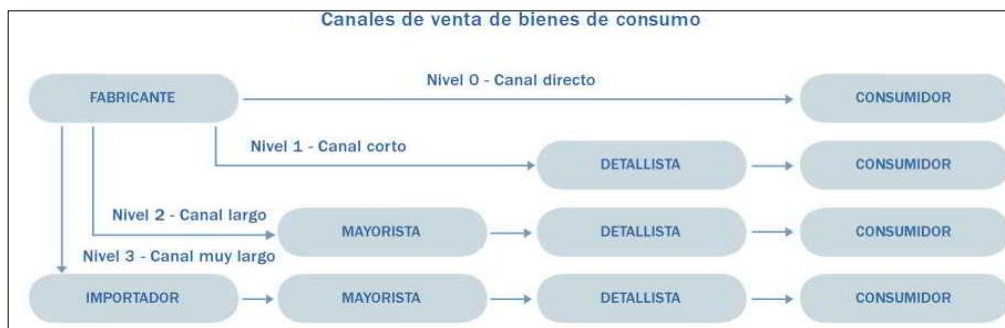 Canales de venta de bienes de consumo
Nivel 0 - Canal directo
FABRICANTE
CONSUMIDOR
Nivel 1 - Canal corto
DETALLISTA
CONSUMIDOR
Nivel 2 - Canal largo
MAYORISTA
DETALLISTA
CONSUMIDOR
Nivel 3 - Canal muy largo
IMPORTADOR
MAYORISTA
DETALLISTA
CONSUMIDOR